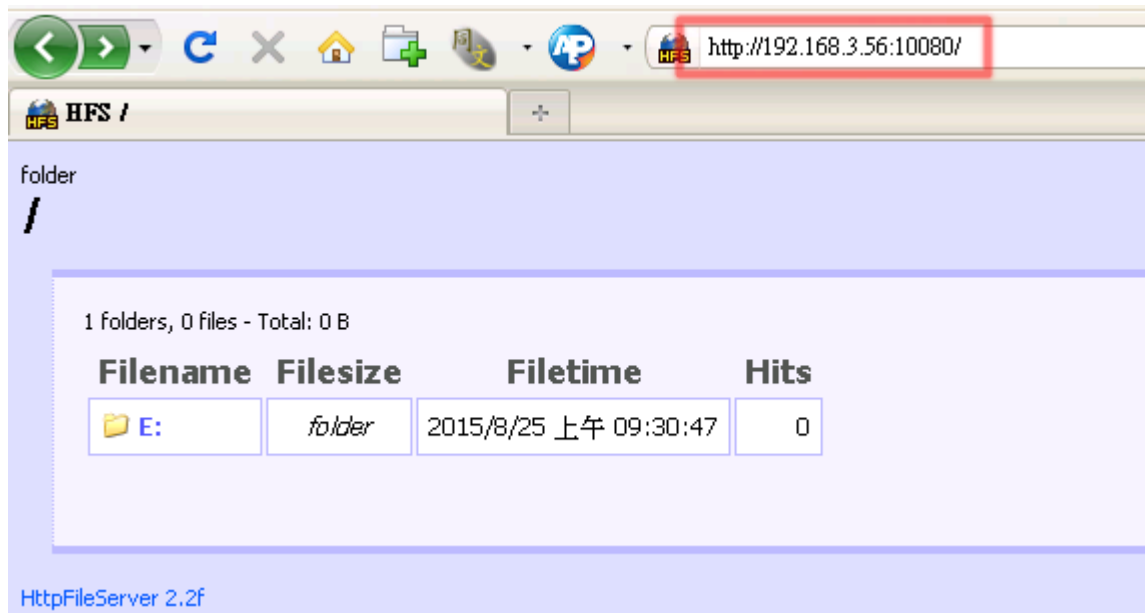 http://192.168.3.56:10080/
HFS /
folder
/
1 folders, 0 files - Total: 0 B
Filename Filesize Filetime Hits
E: folder 2015/8/25 上午 09:30:47 0
HttpFileServer 2.2f